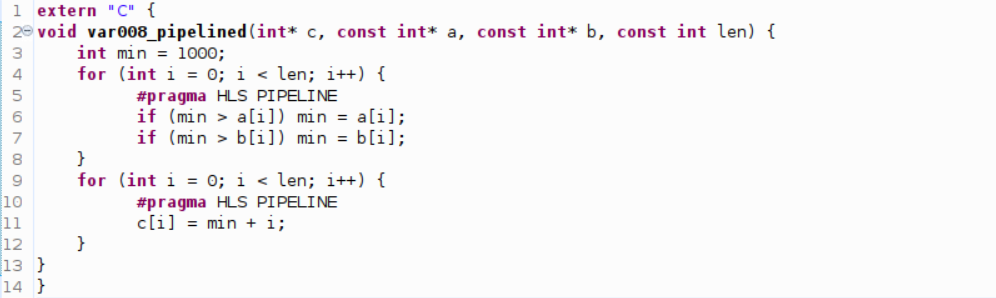 1 extern "C" {
2 void var008_pipelined(int* c, const int* a, const int* b, const int len) {
3     int min = 1000;
4     for (int i = 0; i < len; i++) {
5         #pragma HLS PIPELINE
6         if (min > a[i]) min = a[i];
7         if (min > b[i]) min = b[i];
8     }
9     for (int i = 0; i < len; i++) {
10         #pragma HLS PIPELINE
11         c[i] = min + i;
12     }
13 }
14 }